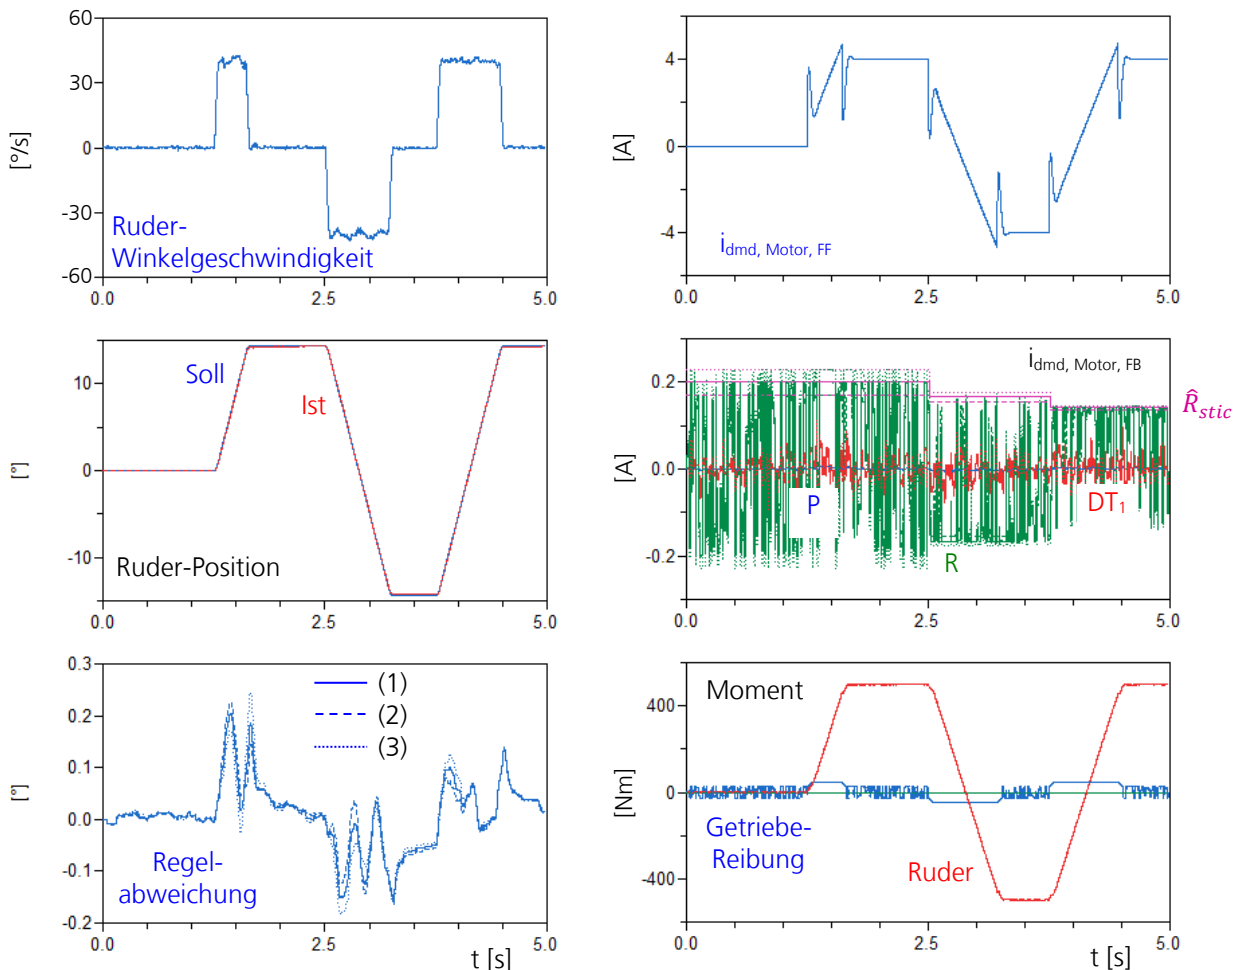 60
30
0
-30
-60
[°/s]
Ruder-
Winkelgeschwindigkeit
0.0
2.5
5.0
4
0
-4
[A]
i dmd, Motor, FF
0.0
2.5
5.0
10
0
-10
[°]
Soll
Ist
Ruder-Position
0.0
2.5
5.0
0.2
0.0
-0.2
[A]
i dmd, Motor, FB
R̂stic
P
DT₁
R
0.0
2.5
5.0
0.3
0.2
0.1
0.0
-0.1
-0.2
[°]
(1)
(2)
(3)
Regel-
abweichung
0.0
2.5
5.0
t [s]
400
0
-400
[Nm]
Moment
Getriebe-
Reibung
Ruder
0.0
2.5
5.0
t [s]